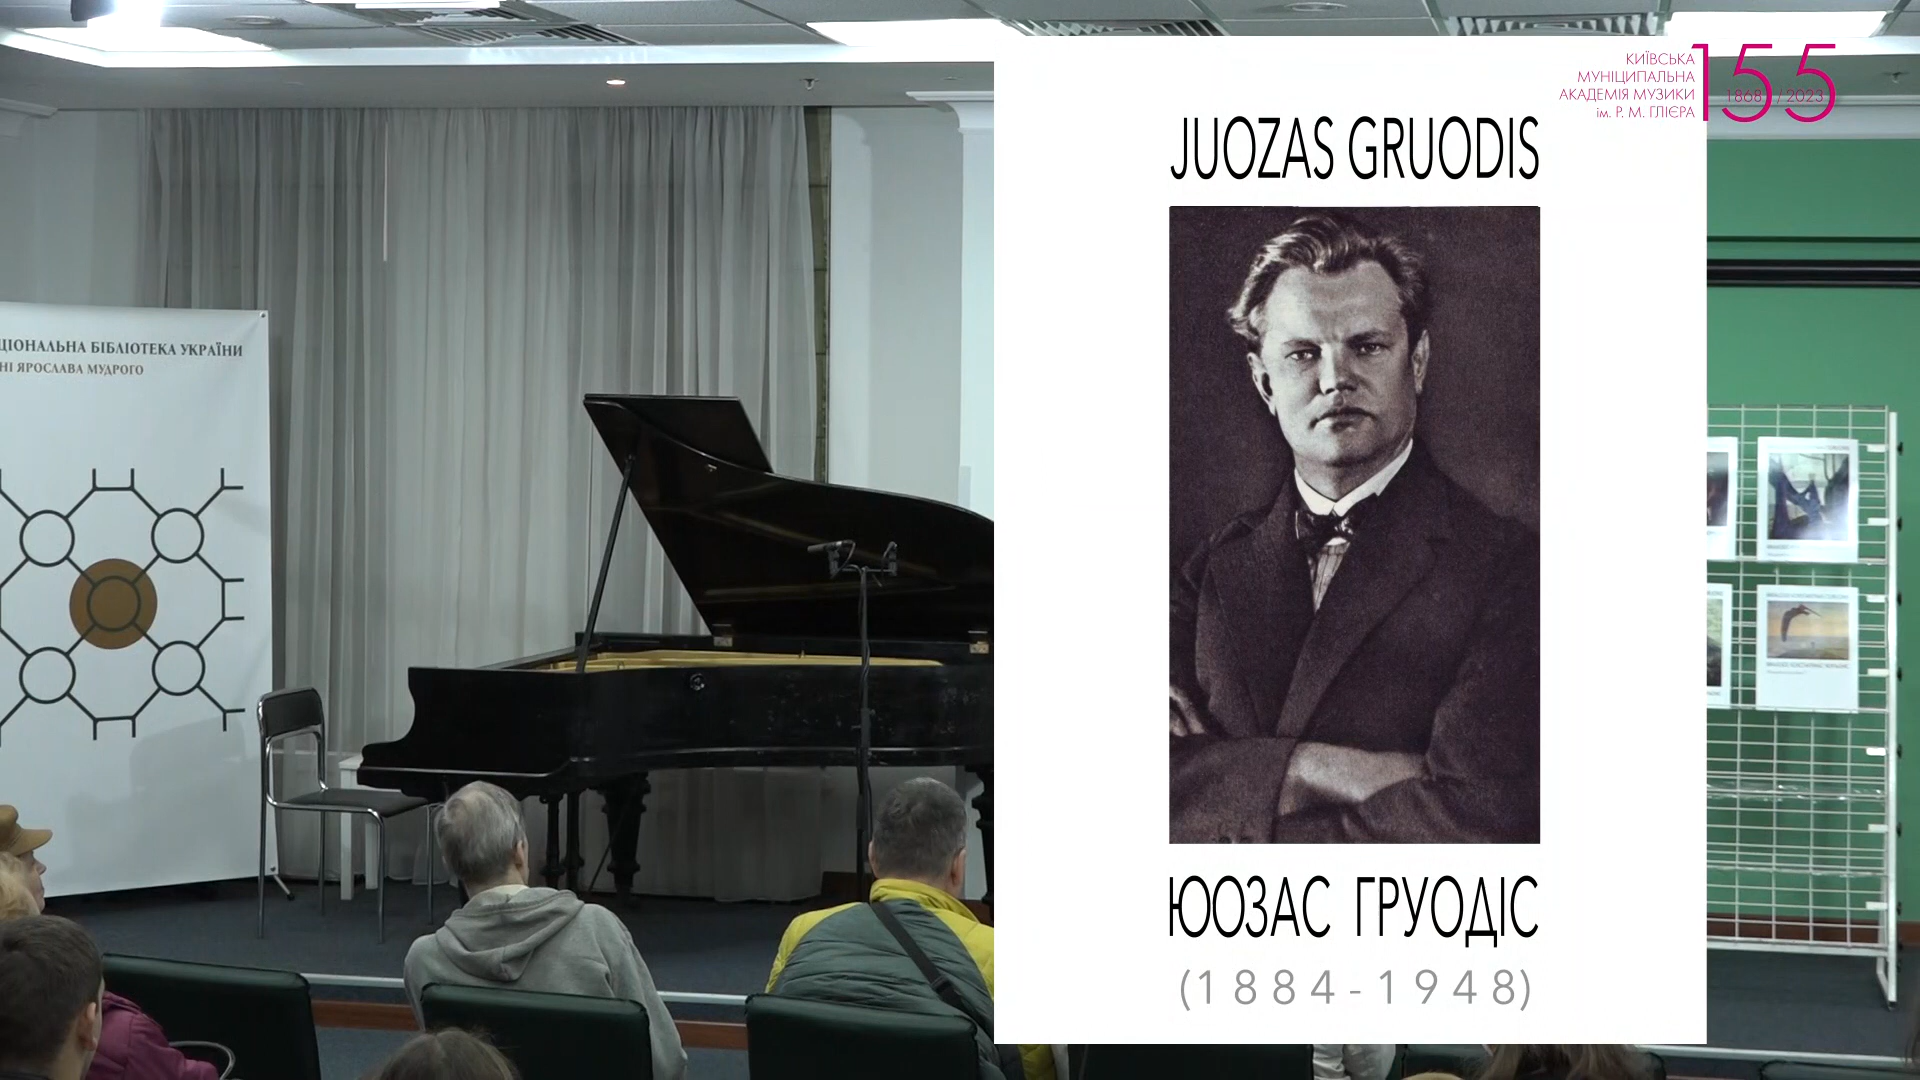 ЦІОНАЛЬНА БІБЛІОТЕКА УКРАЇНИ
НІ ЯРОСЛАВА МУДРОГО
JUOZAS GRUODIS
ЮОЗАС ГРУОДІС
(1884-1948)
КИЇВСЬКА
МУНІЦИПАЛЬНА
АКАДЕМІЯ МУЗИКИ
ім. Р. М. ГЛІЄРА
155
1868 / 2023